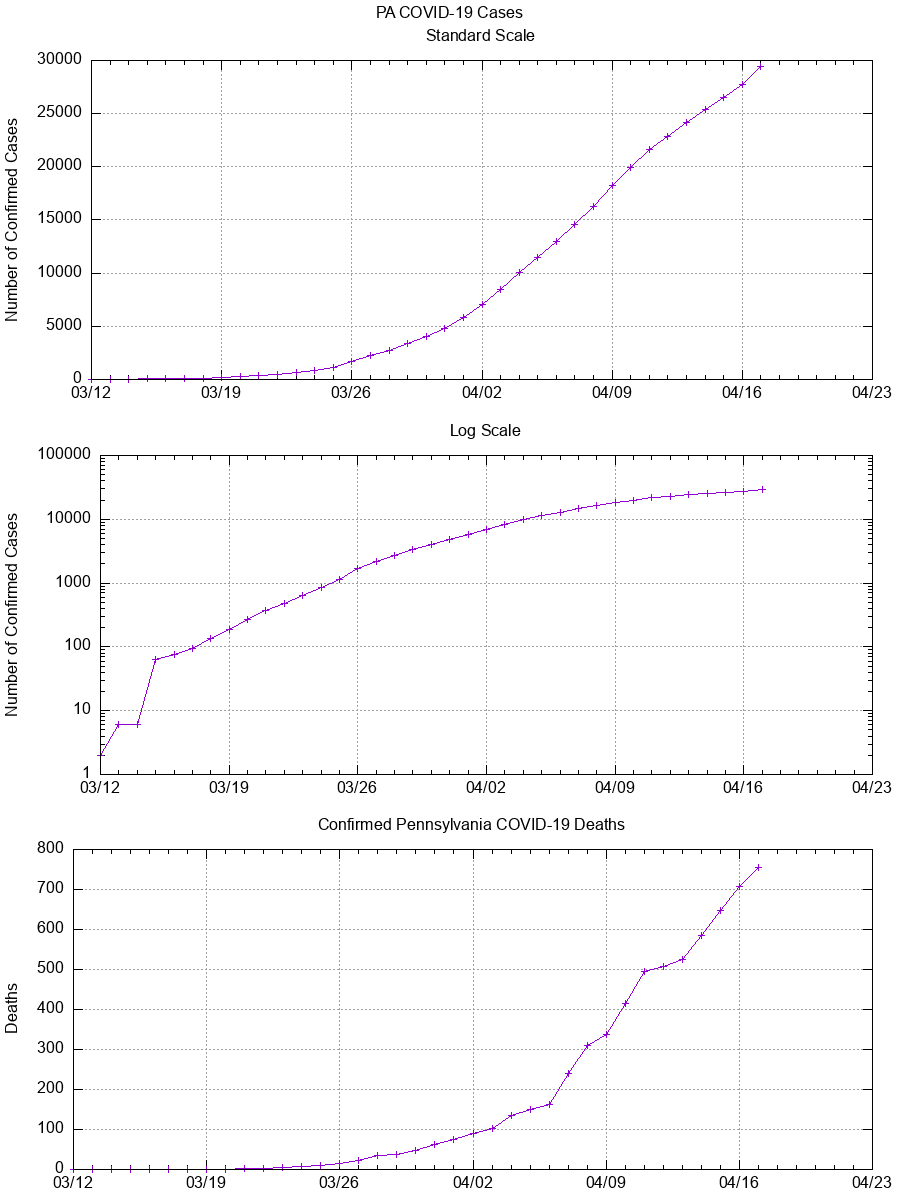 PA COVID-19 Cases
Standard Scale
30000
25000
20000
15000
10000
5000
0
Number of Confirmed Cases
03/12 03/19 03/26 04/02 04/09 04/16 04/23
Log Scale
100000
10000
1000
100
10
1
Number of Confirmed Cases
03/12 03/19 03/26 04/02 04/09 04/16 04/23
Confirmed Pennsylvania COVID-19 Deaths
800
700
600
500
400
300
200
100
0
Deaths
03/12 03/19 03/26 04/02 04/09 04/16 04/23